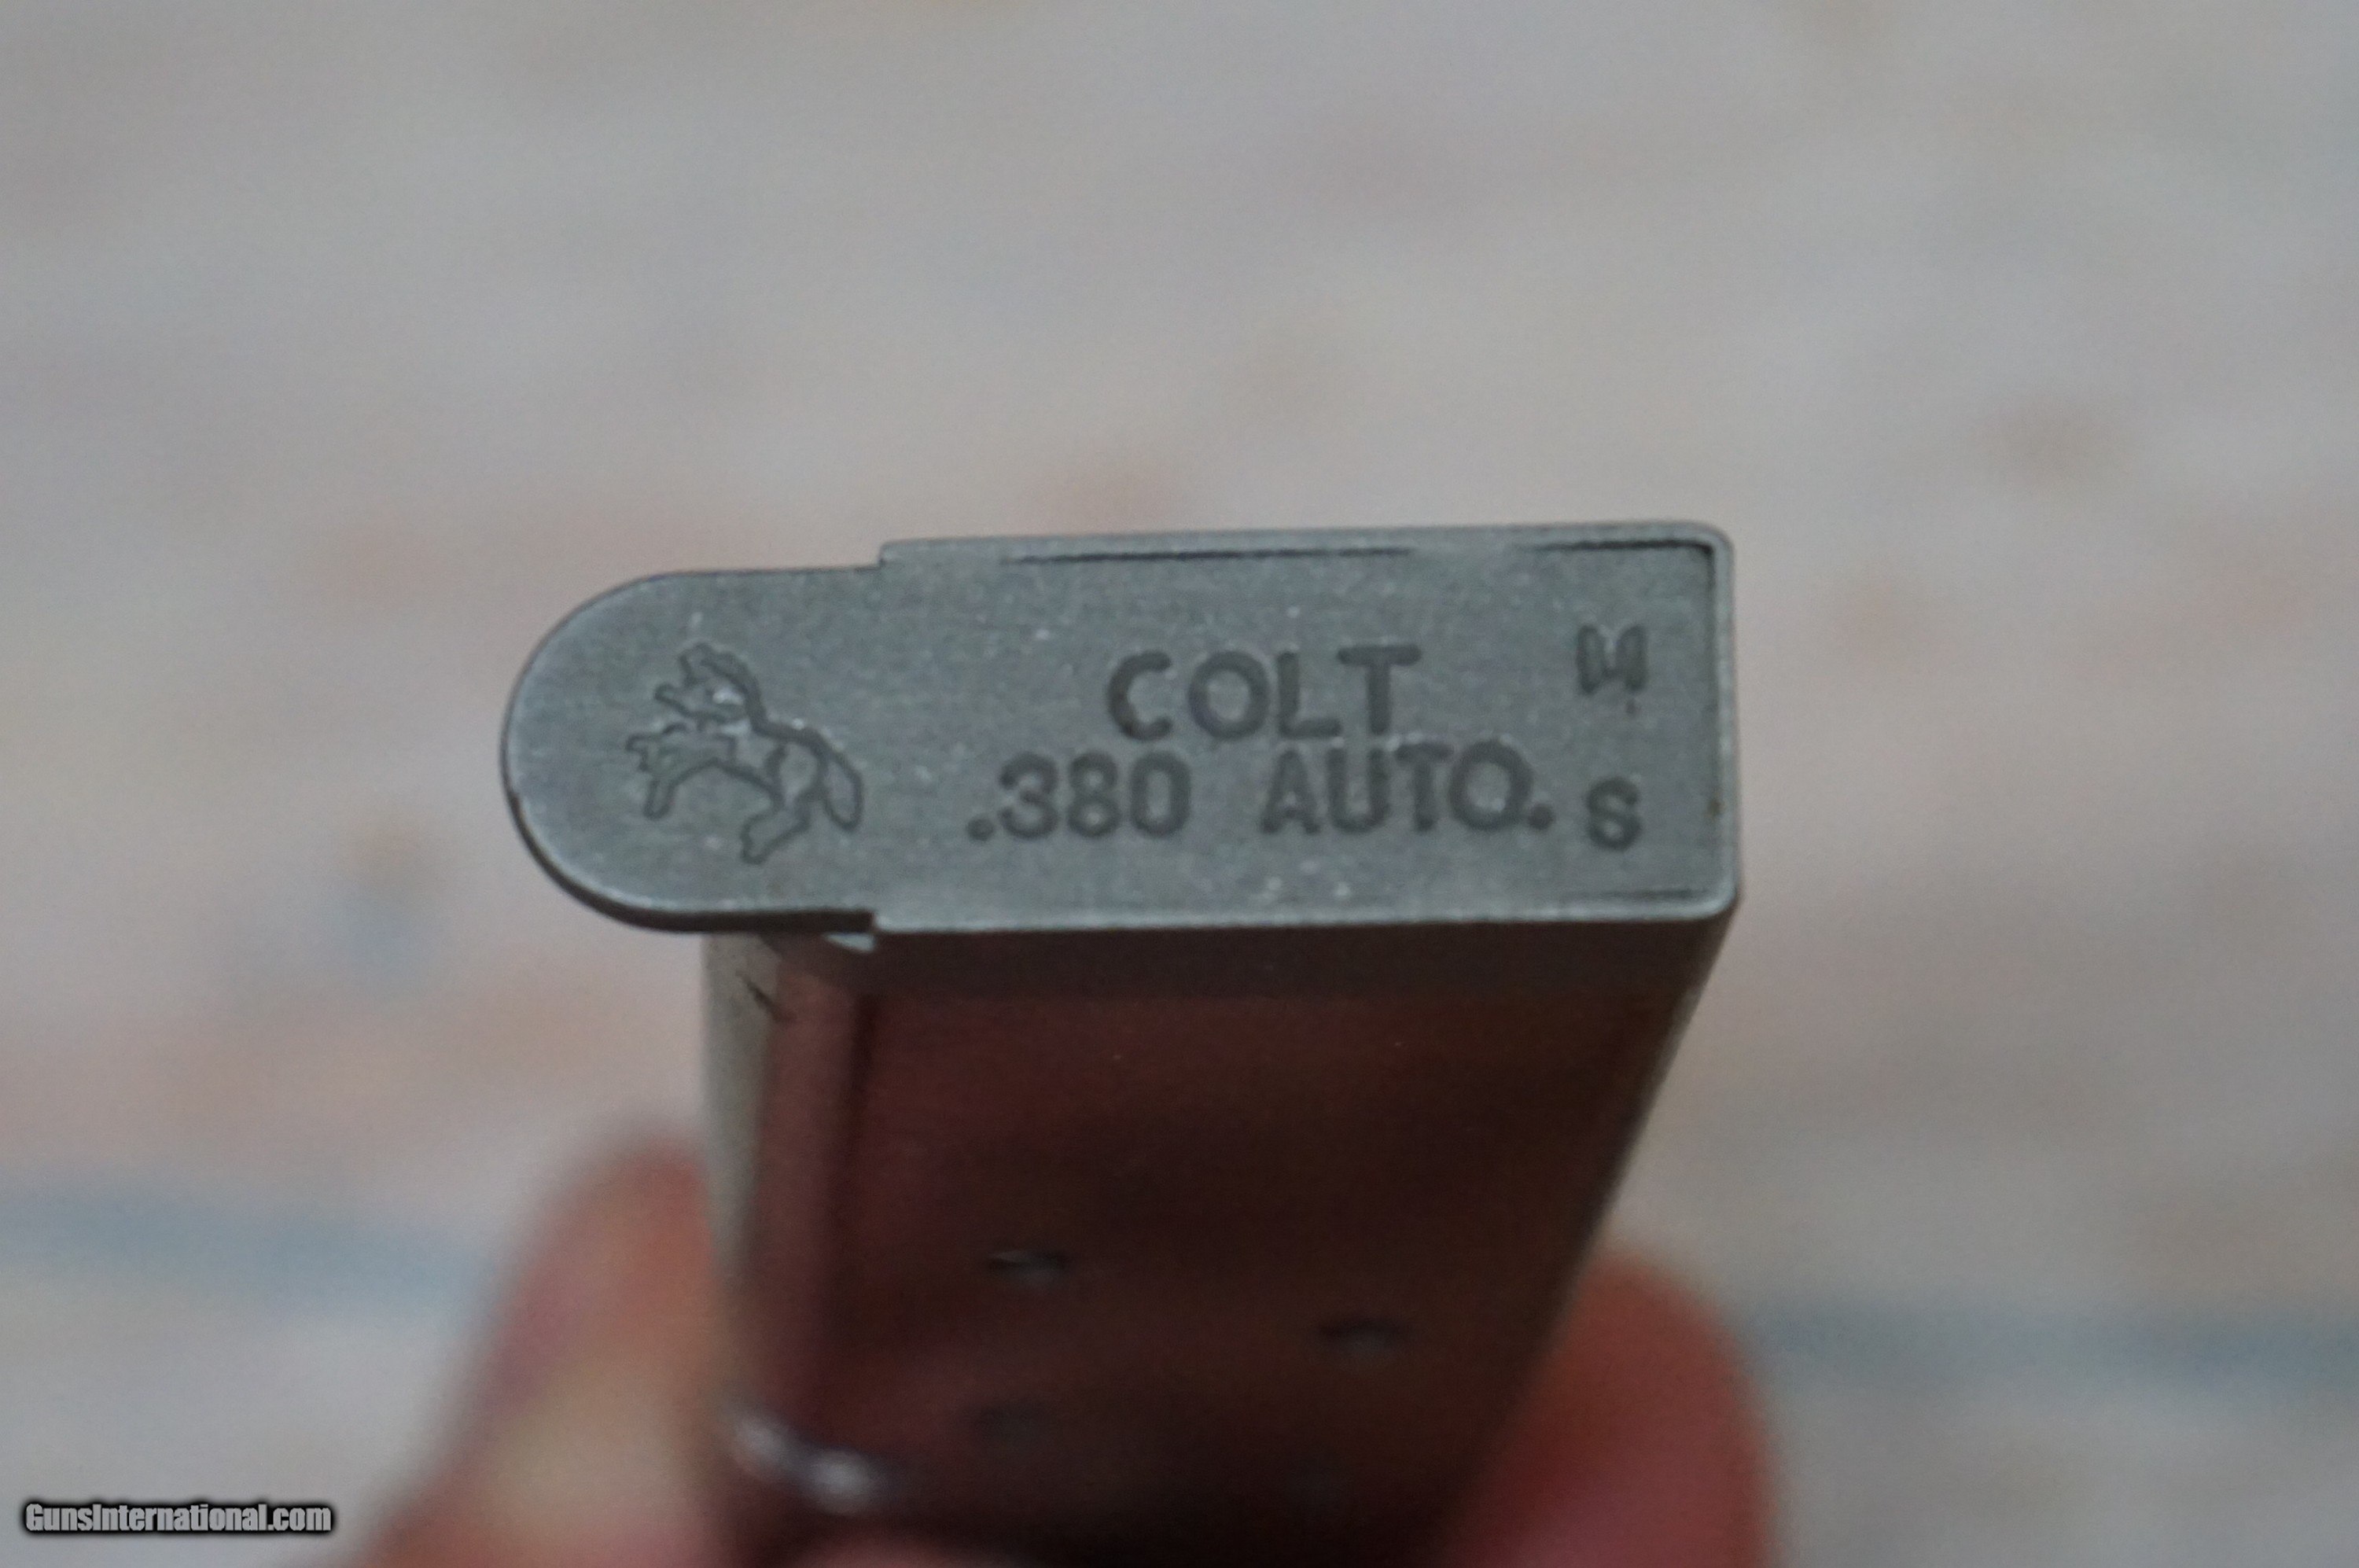 COLT M
.380 AUTO. S
GunsInternational.com